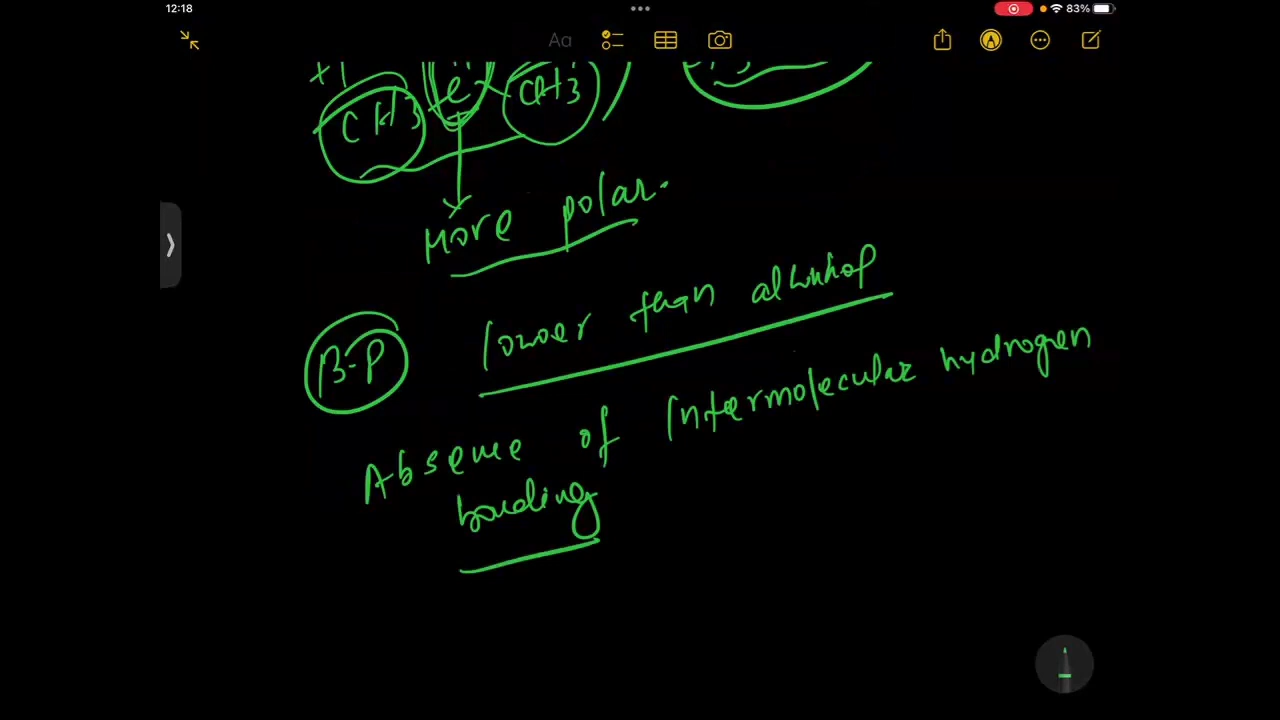 12:18
83%
Aa
CH3 e CH3
More polar.
B-P lower than alcohol
Absence of Intermolecular hydrogen
bonding